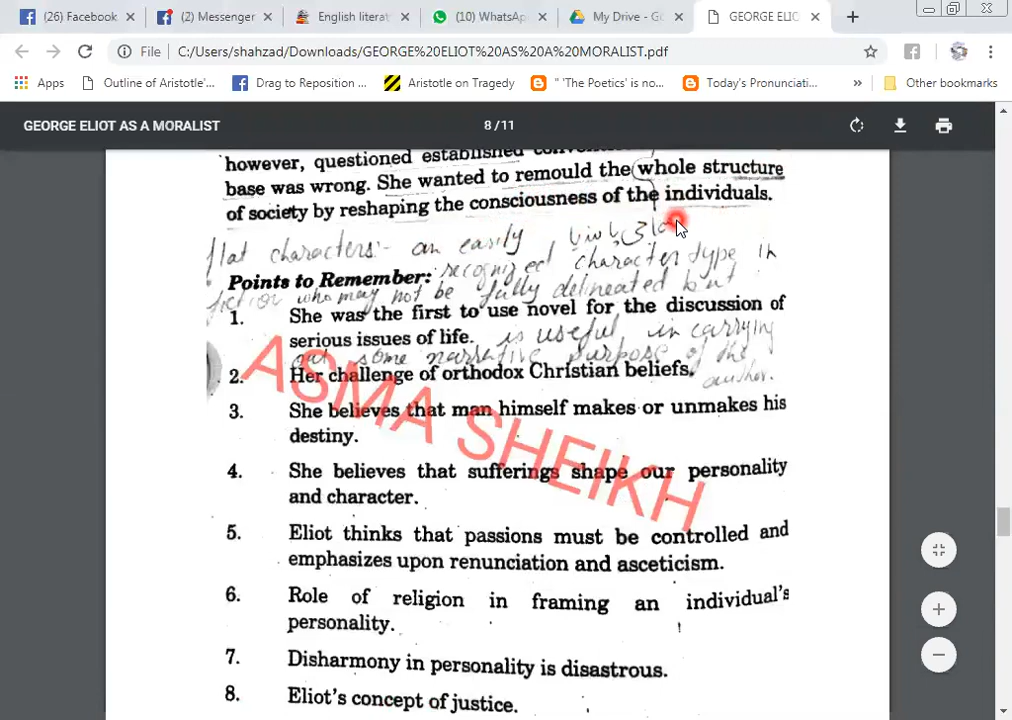 (26) Facebook
(2) Messenger
English literat
(10) WhatsAp
My Drive - Go
GEORGE ELIO
File C:/Users/shahzad/Downloads/GEORGE%20ELIOT%20AS%20A%20MORALIST.pdf
Apps Outline of Aristotle'... Drag to Reposition ... Aristotle on Tragedy " 'The Poetics' is no... Today's Pronunciati... » Other bookmarks
GEORGE ELIOT AS A MORALIST 8 / 11
however, questioned established
base was wrong. She wanted to remould the whole structure
of society by reshaping the consciousness of the individuals.
flat characters:- an easily
Points to Remember: recognized character type in
fiction who may not be fully delineated but
1. She was the first to use novel for the discussion of
serious issues of life. is useful in carrying
out some narrative purpose of the
2. Her challenge of orthodox Christian beliefs. author.
ASMA SHEIKH
3. She believes that man himself makes or unmakes his
destiny.
4. She believes that sufferings shape our personality
and character.
5. Eliot thinks that passions must be controlled and
emphasizes upon renunciation and asceticism.
6. Role of religion in framing an individual's
personality.
7. Disharmony in personality is disastrous.
8. Eliot's concept of justice.